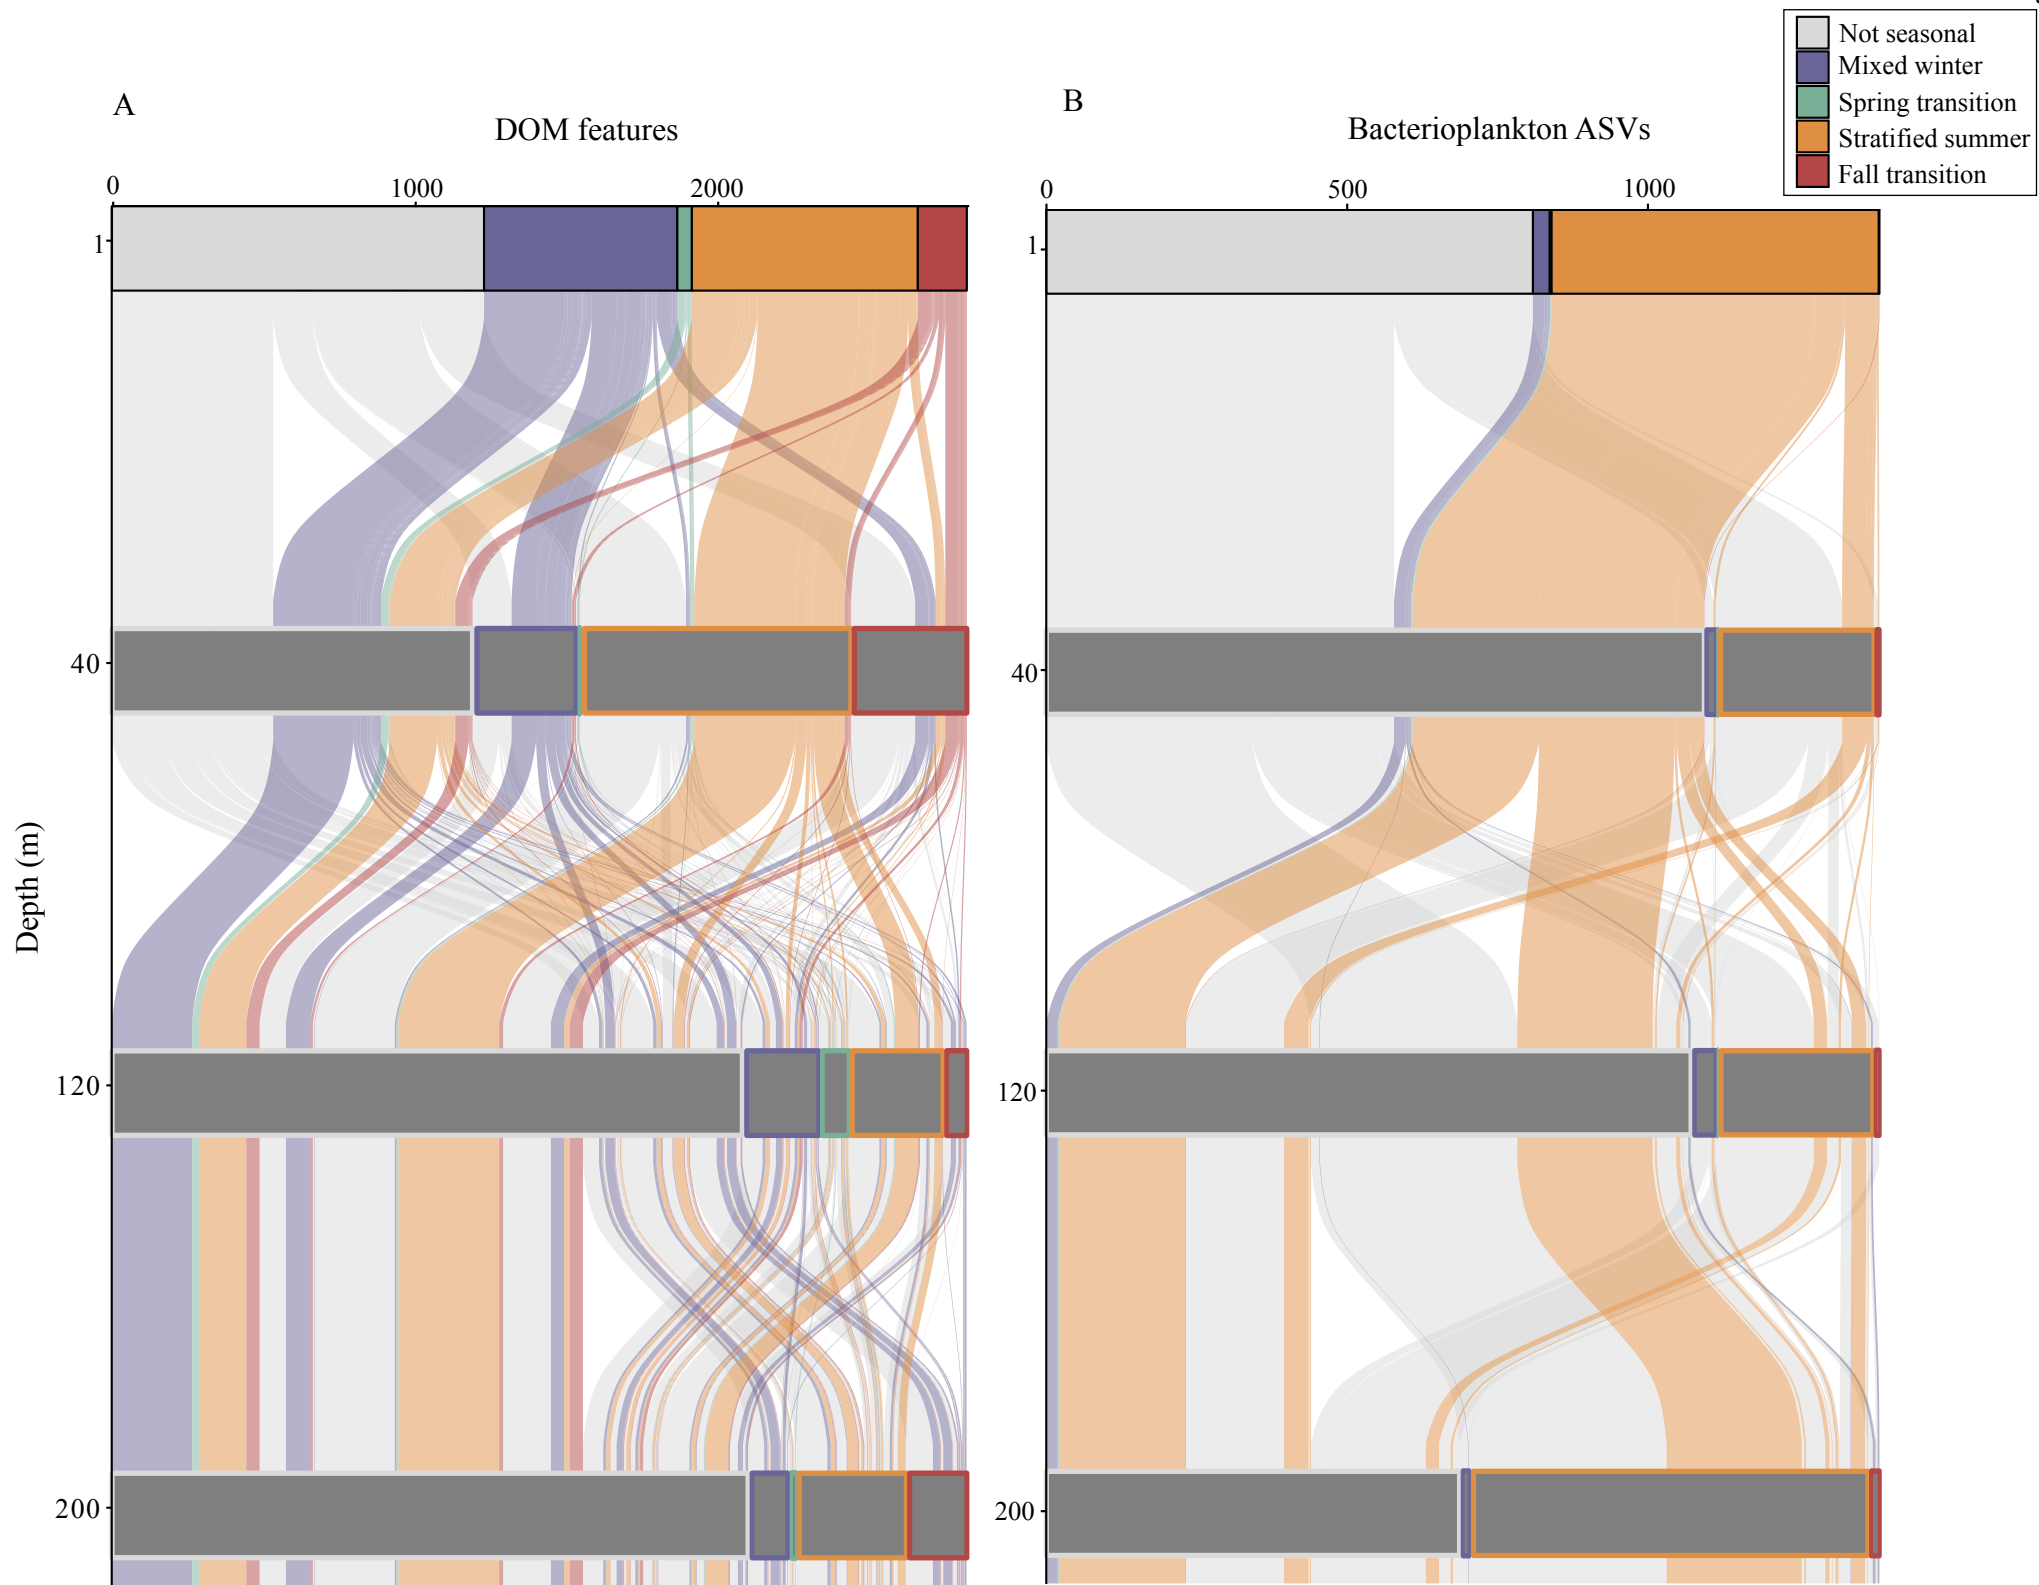 Not seasonal
Mixed winter
Spring transition
Stratified summer
Fall transition
A
DOM features
0 1000 2000
B
Bacterioplankton ASVs
0 500 1000
Depth (m)
1
40
120
200
1
40
120
200